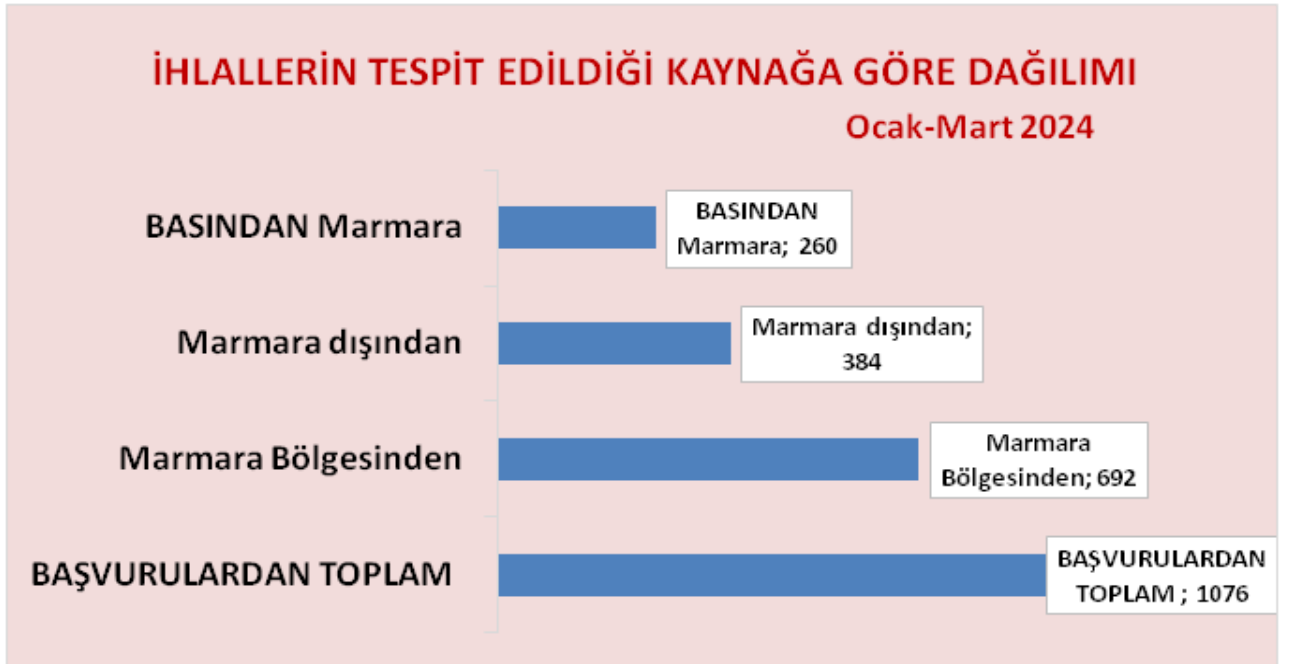 İHLALLERİN TESPİT EDİLDİĞİ KAYNAĞA GÖRE DAĞILIMI
Ocak-Mart 2024
BASINDAN Marmara
BASINDAN
Marmara; 260
Marmara dışından
Marmara dışından;
384
Marmara Bölgesinden
Marmara
Bölgesinden; 692
BAŞVURULARDAN TOPLAM
BAŞVURULARDAN
TOPLAM ; 1076